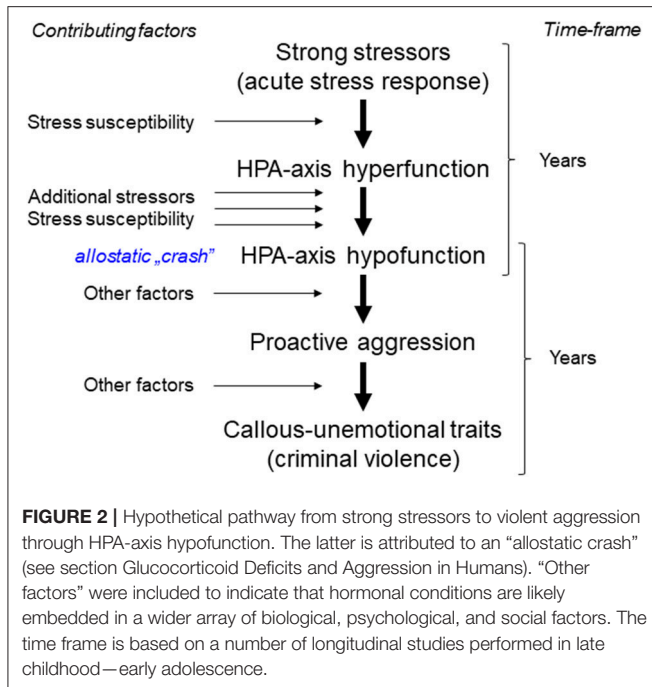 Contributing factors
Time-frame
Strong stressors
(acute stress response)
Stress susceptibility
Years
HPA-axis hyperfunction
Additional stressors
Stress susceptibility
allostatic „crash”
HPA-axis hypofunction
Other factors
Proactive aggression
Years
Other factors
Callous-unemotional traits
(criminal violence)
FIGURE 2 | Hypothetical pathway from strong stressors to violent aggression
through HPA-axis hypofunction. The latter is attributed to an “allostatic crash”
(see section Glucocorticoid Deficits and Aggression in Humans). “Other
factors” were included to indicate that hormonal conditions are likely
embedded in a wider array of biological, psychological, and social factors. The
time frame is based on a number of longitudinal studies performed in late
childhood—early adolescence.